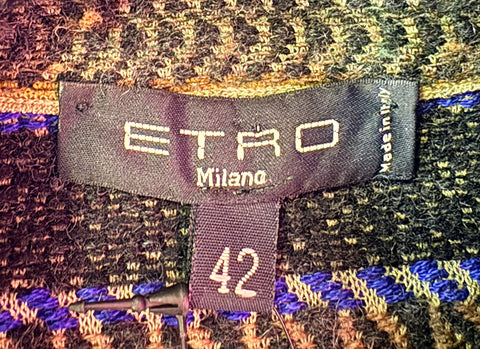 ETRO
Milano
Made in Italy
42